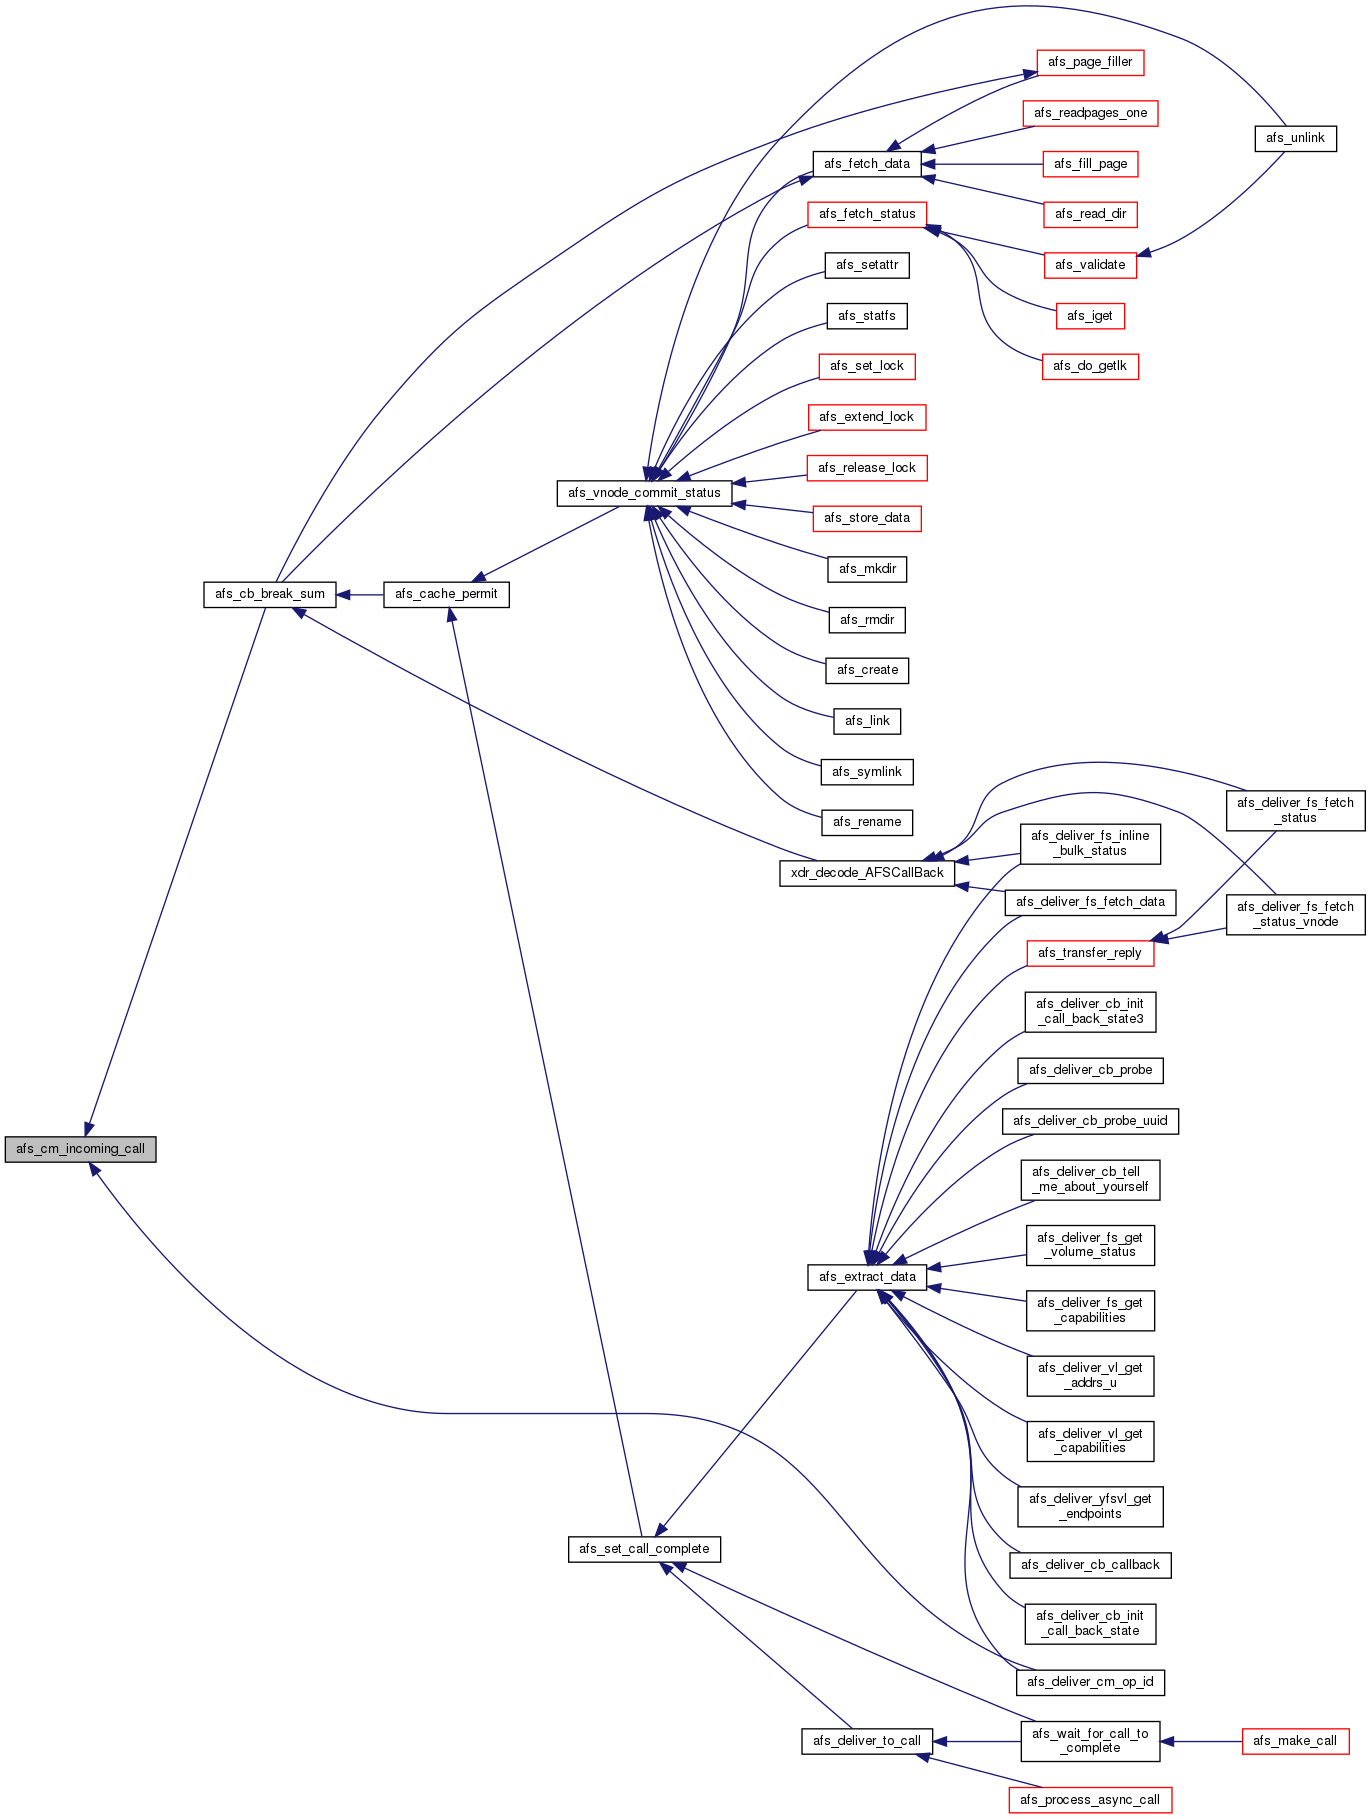 afs_page_filler
afs_readpages_one
afs_unlink
afs_fetch_data
afs_fill_page
afs_fetch_status
afs_read_dir
afs_setattr
afs_validate
afs_statfs
afs_iget
afs_set_lock
afs_do_getlk
afs_extend_lock
afs_release_lock
afs_vnode_commit_status
afs_store_data
afs_mkdir
afs_cb_break_sum
afs_cache_permit
afs_rmdir
afs_create
afs_link
afs_symlink
afs_rename
afs_deliver_fs_fetch
_status
afs_deliver_fs_inline
_bulk_status
xdr_decode_AFSCallBack
afs_deliver_fs_fetch_data
afs_deliver_fs_fetch
_status_vnode
afs_transfer_reply
afs_deliver_cb_init
_call_back_state3
afs_deliver_cb_probe
afs_deliver_cb_probe_uuid
afs_cm_incoming_call
afs_deliver_cb_tell
_me_about_yourself
afs_deliver_fs_get
_volume_status
afs_extract_data
afs_deliver_fs_get
_capabilities
afs_deliver_vl_get
_addrs_u
afs_deliver_vl_get
_capabilities
afs_deliver_yfsvl_get
_endpoints
afs_set_call_complete
afs_deliver_cb_callback
afs_deliver_cb_init
_call_back_state
afs_deliver_cm_op_id
afs_deliver_to_call
afs_wait_for_call_to
_complete
afs_make_call
afs_process_async_call